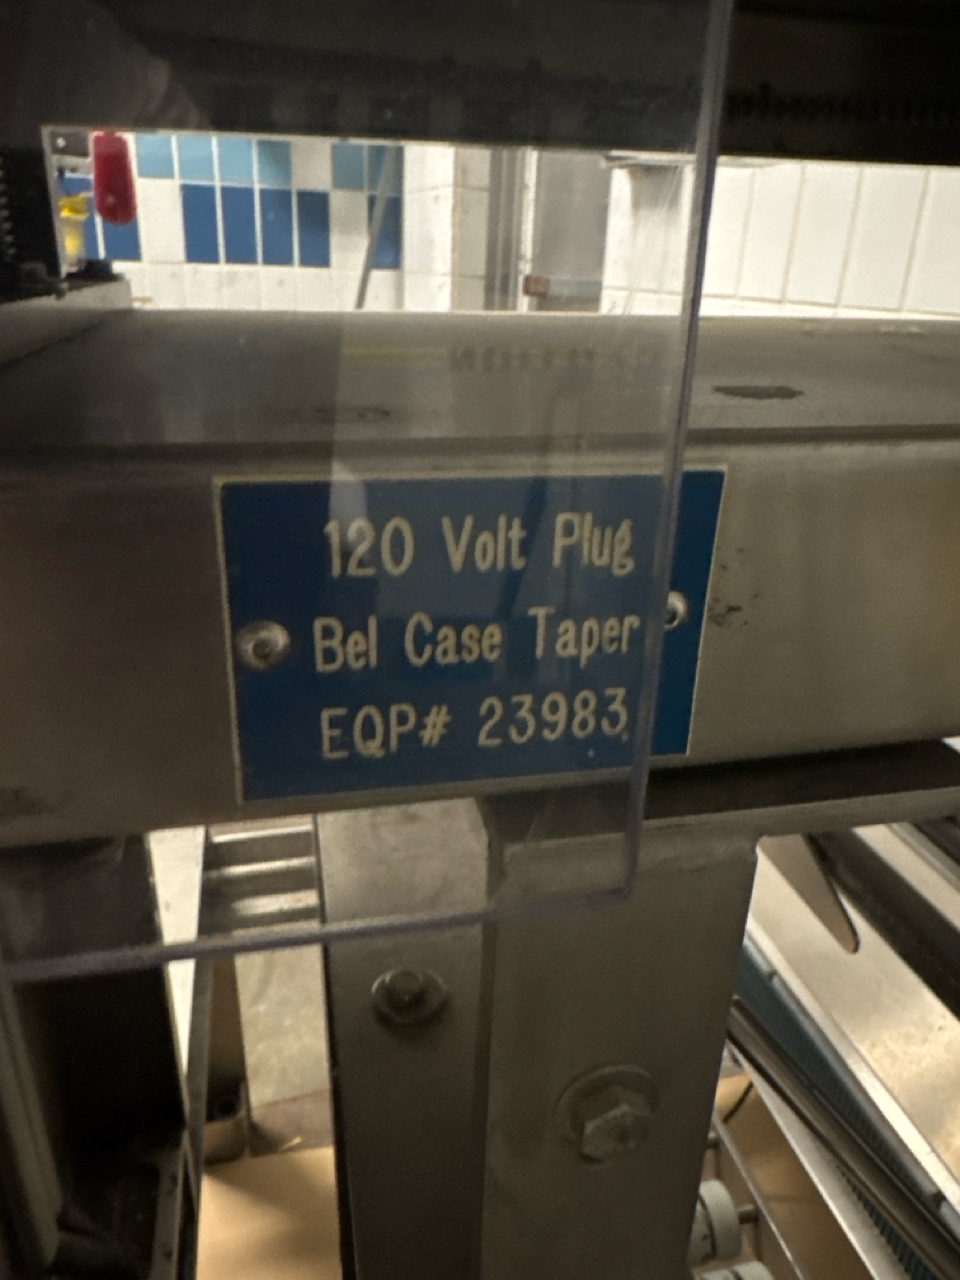 120 Volt Plug
Bel Case Taper
EQP# 23983